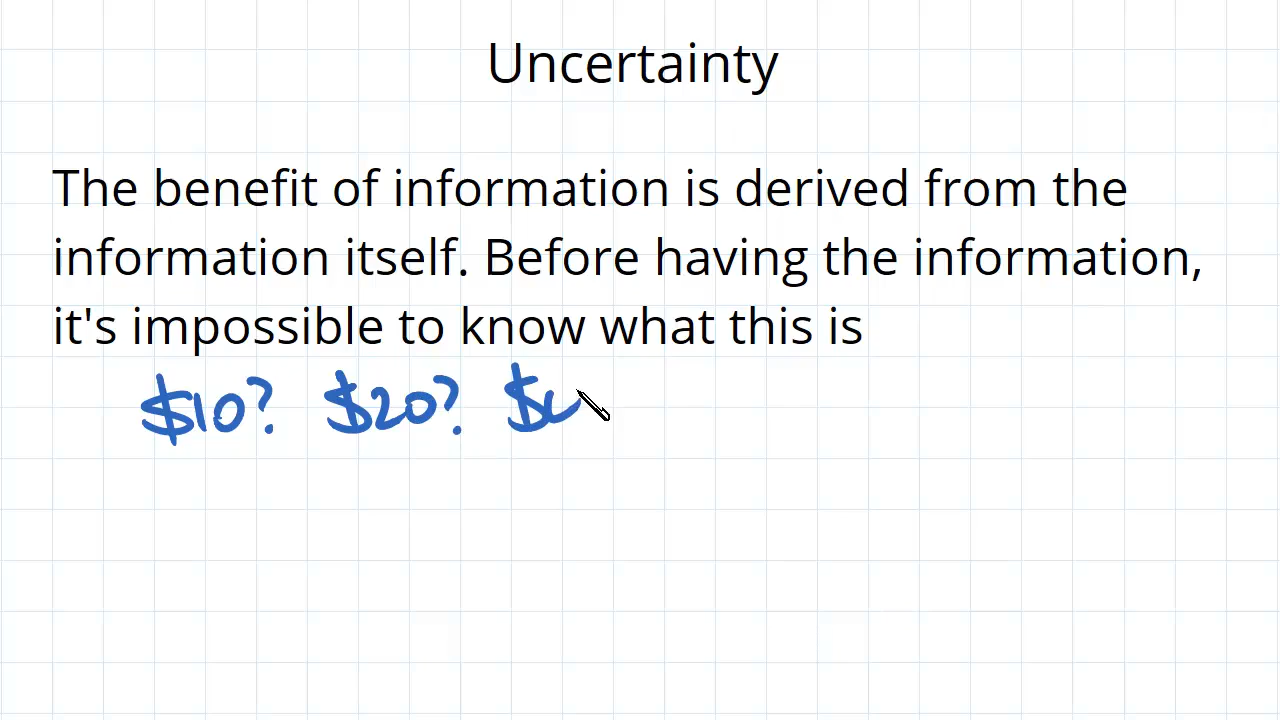 Uncertainty
The benefit of information is derived from the
information itself. Before having the information,
it's impossible to know what this is
$10? $20? $